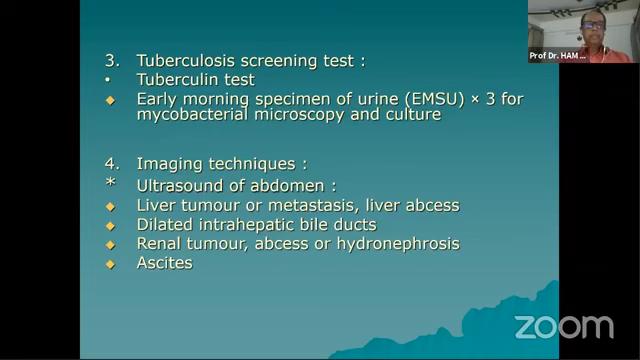 Prof Dr. HAM ...
3. Tuberculosis screening test :
• Tuberculin test
◆ Early morning specimen of urine (EMSU) × 3 for
mycobacterial microscopy and culture
4. Imaging techniques :
* Ultrasound of abdomen :
◆ Liver tumour or metastasis, liver abcess
◆ Dilated intrahepatic bile ducts
◆ Renal tumour, abcess or hydronephrosis
◆ Ascites
zoom